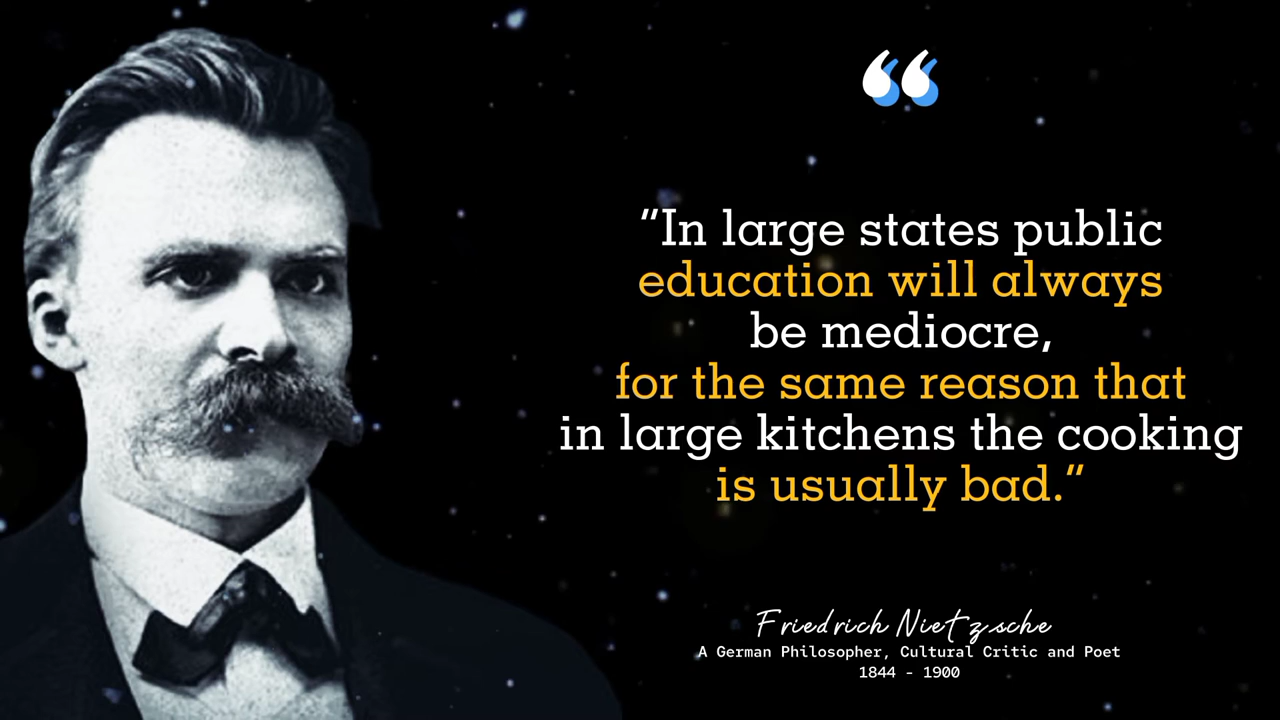 “In large states public
education will always
be mediocre,
for the same reason that
in large kitchens the cooking
is usually bad.”
Friedrich Nietzsche
A German Philosopher, Cultural Critic and Poet
1844 - 1900